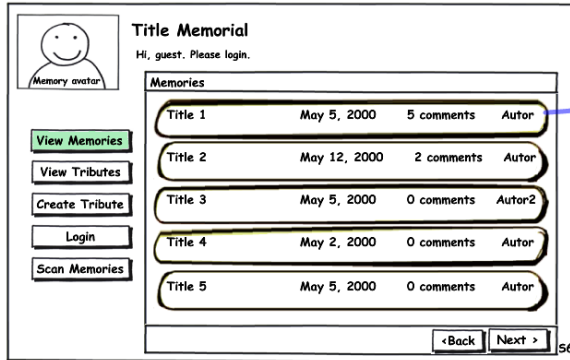 Title Memorial
Hi, guest. Please login.
Memory avatar
Memories
Title 1 May 5, 2000 5 comments Autor
Title 2 May 12, 2000 2 comments Autor
Title 3 May 5, 2000 0 comments Autor2
Title 4 May 2, 2000 0 comments Autor
Title 5 May 5, 2000 0 comments Autor
View Memories
View Tributes
Create Tribute
Login
Scan Memories
<Back Next >